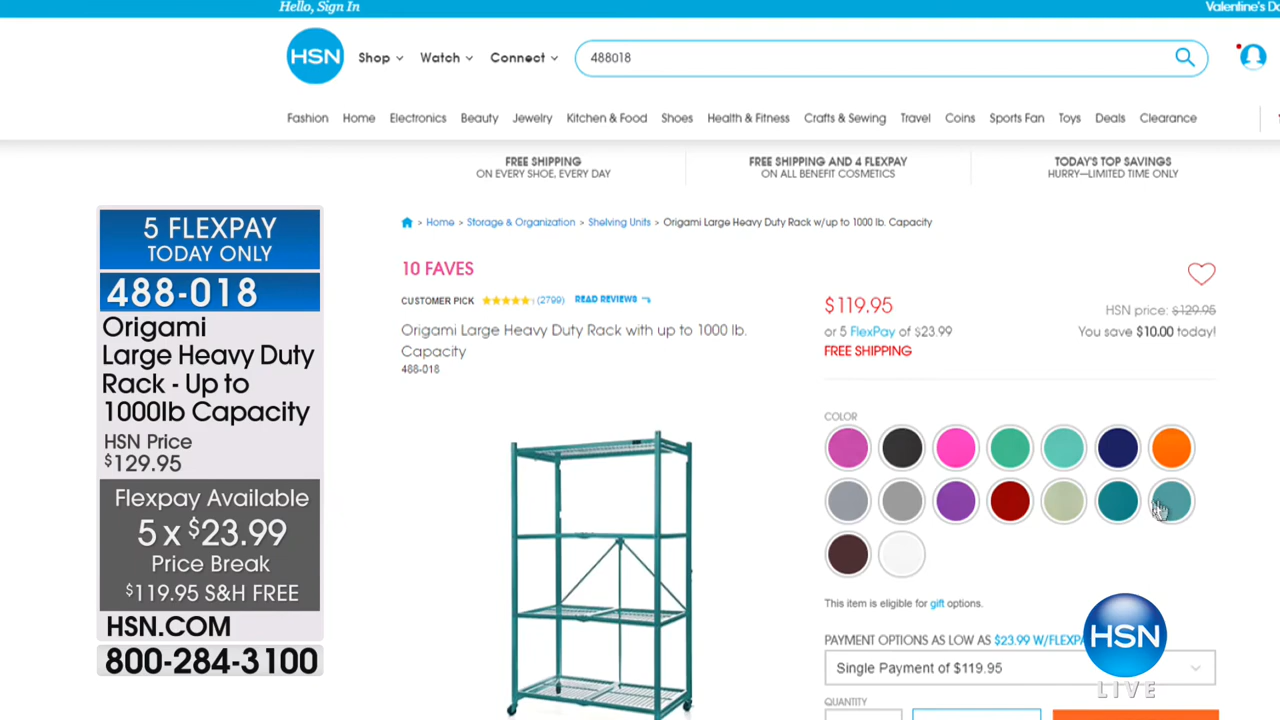 Hello, Sign In
HSN
Shop
Watch
Connect
488018
Fashion
Home
Electronics
Beauty
Jewelry
Kitchen & Food
Shoes
Health & Fitness
Crafts & Sewing
Travel
Coins
Sports Fan
Toys
Deals
Clearance
FREE SHIPPING
ON EVERY SHOE, EVERY DAY
FREE SHIPPING AND 4 FLEXPAY
ON ALL BENEFIT COSMETICS
TODAY'S TOP SAVINGS
HURRY—LIMITED TIME ONLY
5 FLEXPAY
TODAY ONLY
488-018
Origami
Large Heavy Duty
Rack - Up to
1000lb Capacity
HSN Price
$129.95
Flexpay Available
5 x $23.99
Price Break
$119.95 S&H FREE
HSN.COM
800-284-3100
> Home > Storage & Organization > Shelving Units > Origami Large Heavy Duty Rack w/up to 1000 lb. Capacity
10 FAVES
CUSTOMER PICK (2799) READ REVIEWS
Origami Large Heavy Duty Rack with up to 1000 lb.
Capacity
488-018
$119.95
HSN price: $129.95
or 5 FlexPay of $23.99
You save $10.00 today!
FREE SHIPPING
COLOR
This item is eligible for gift options.
PAYMENT OPTIONS AS LOW AS $23.99 W/FLEXPA
Single Payment of $119.95
QUANTITY
HSN
LIVE